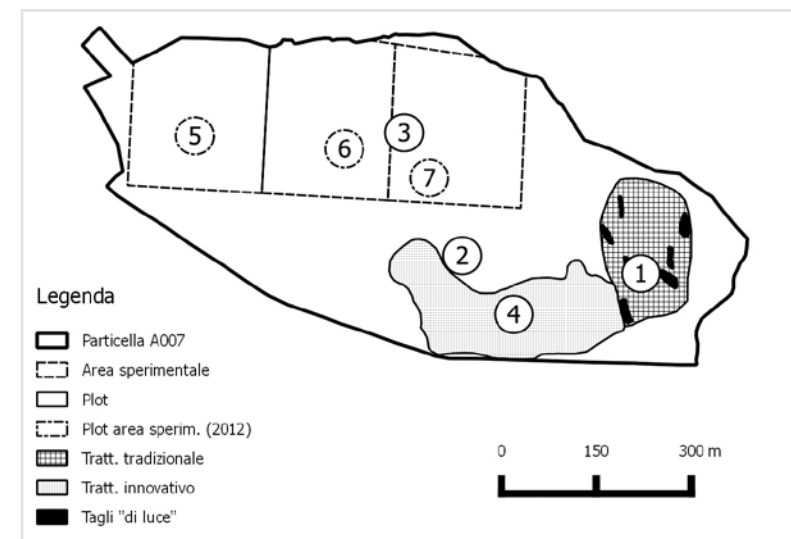 5
6
3
7
2
1
4
Legenda
Particella A007
Area sperimentale
Plot
Plot area sperim. (2012)
Tratt. tradizionale
Tratt. innovativo
Tagli "di luce"
0 150 300 m